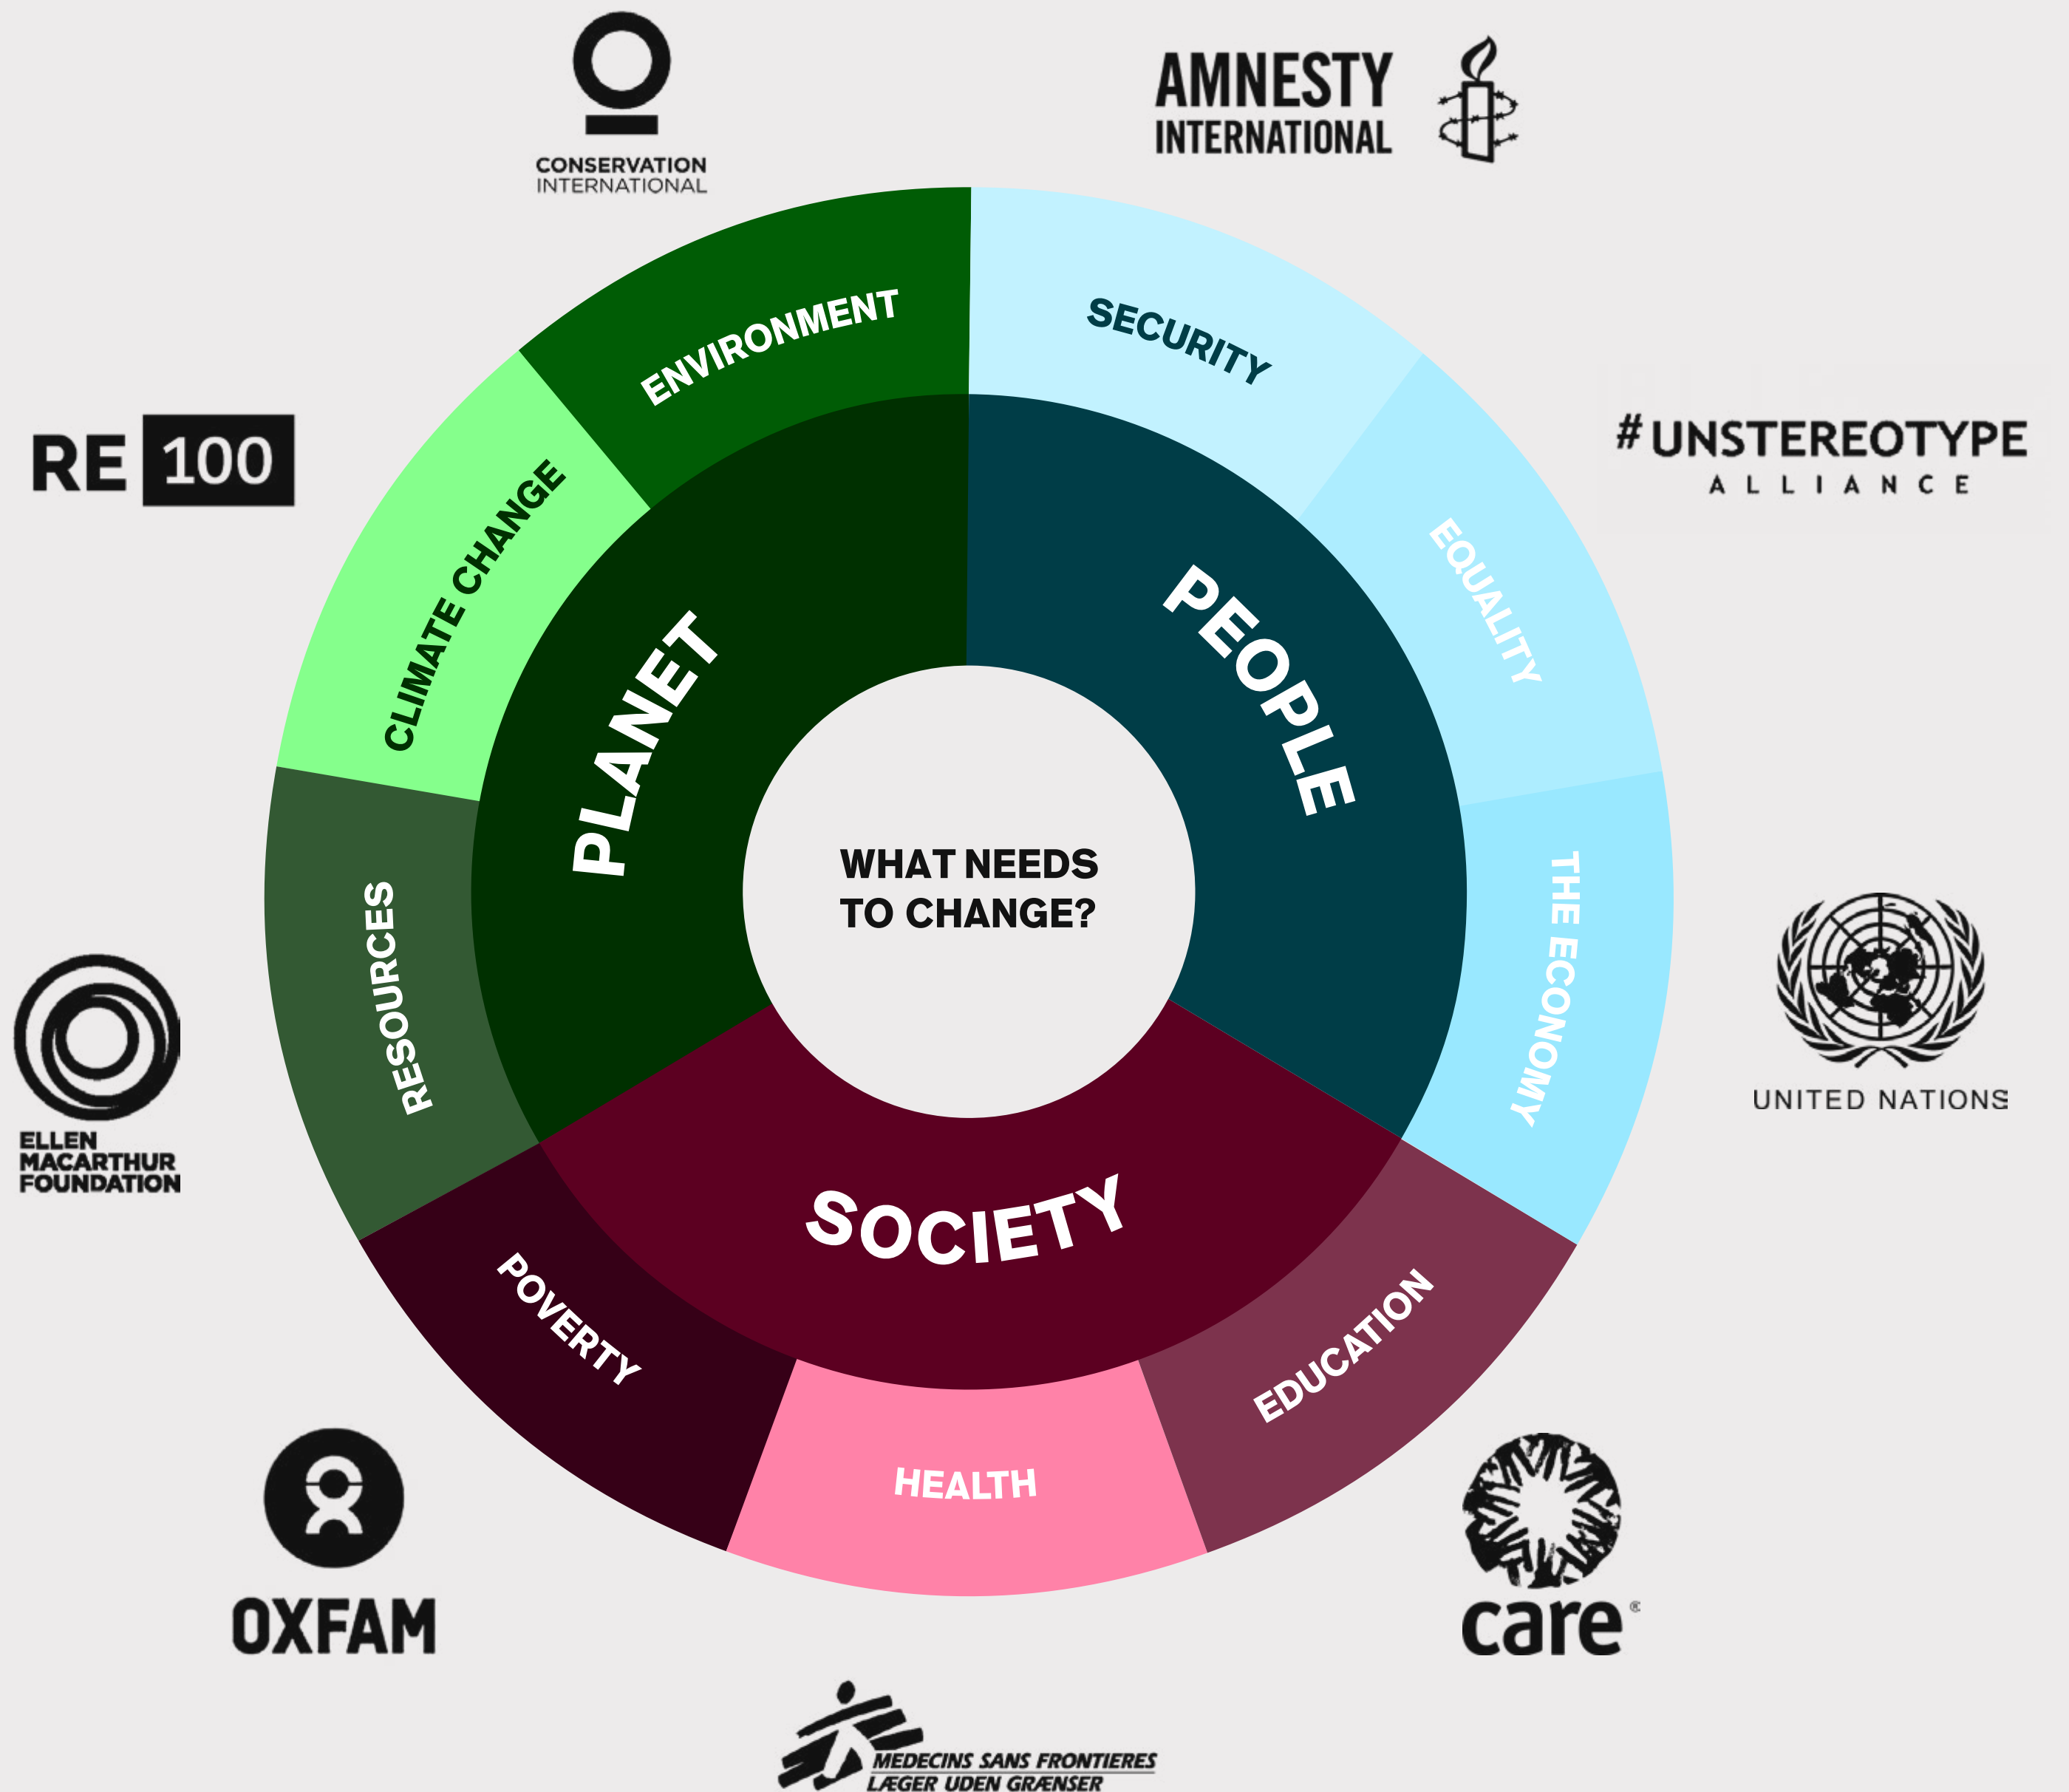 CONSERVATION
INTERNATIONAL
AMNESTY
INTERNATIONAL
RE 100
#UNSTEREOTYPE
ALLIANCE
ENVIRONMENT
SECURITY
CLIMATE CHANGE
EQUALITY
PLANET
PEOPLE
WHAT NEEDS
TO CHANGE?
RESOURCES
THE ECONOMY
ELLEN
MACARTHUR
FOUNDATION
UNITED NATIONS
SOCIETY
POVERTY
EDUCATION
HEALTH
OXFAM
care®
MEDECINS SANS FRONTIERES
LÆGER UDEN GRÆNSER